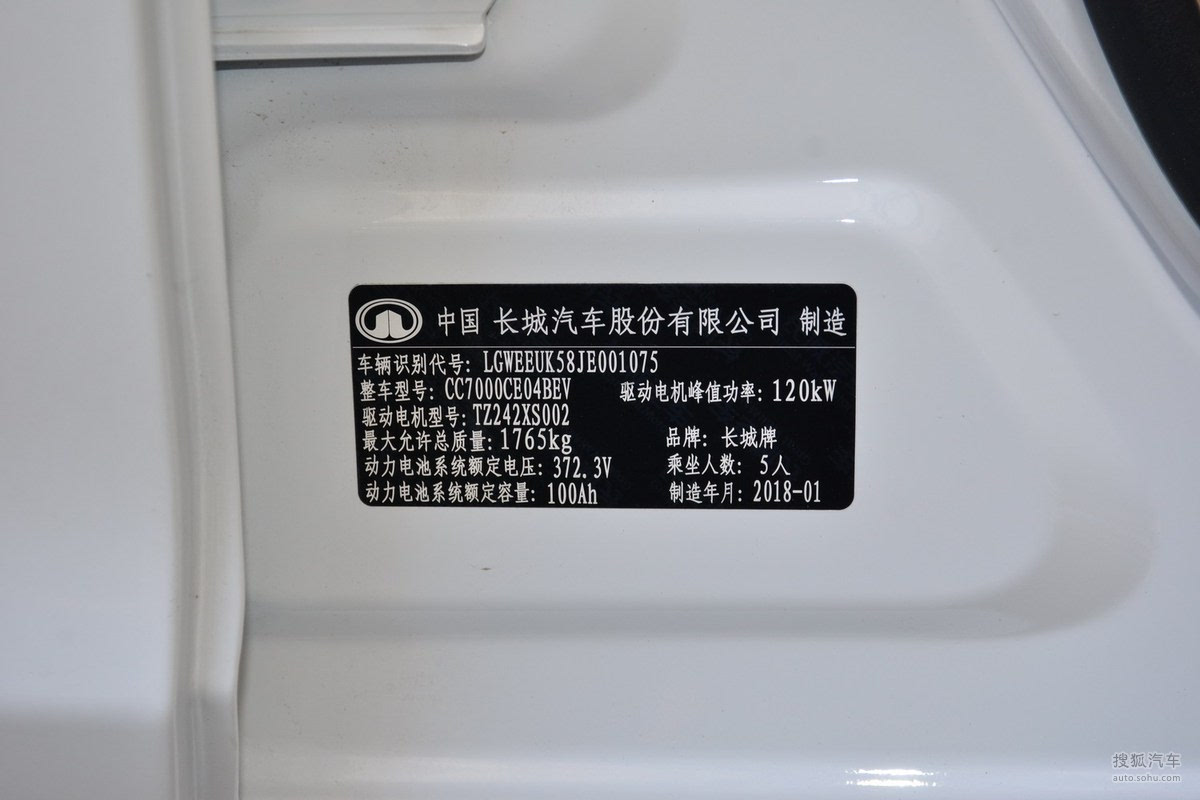 中国 长城汽车股份有限公司 制造
车辆识别代号: LGWEEUK58JE001075
整车型号: CC7000CE04BEV 驱动电机峰值功率: 120kW
驱动电机型号: TZ242XS002
最大允许总质量: 1765kg 品牌: 长城牌
动力电池系统额定电压: 372.3V 乘坐人数: 5人
动力电池系统额定容量: 100Ah 制造年月: 2018-01
搜狐汽车
auto.sohu.com